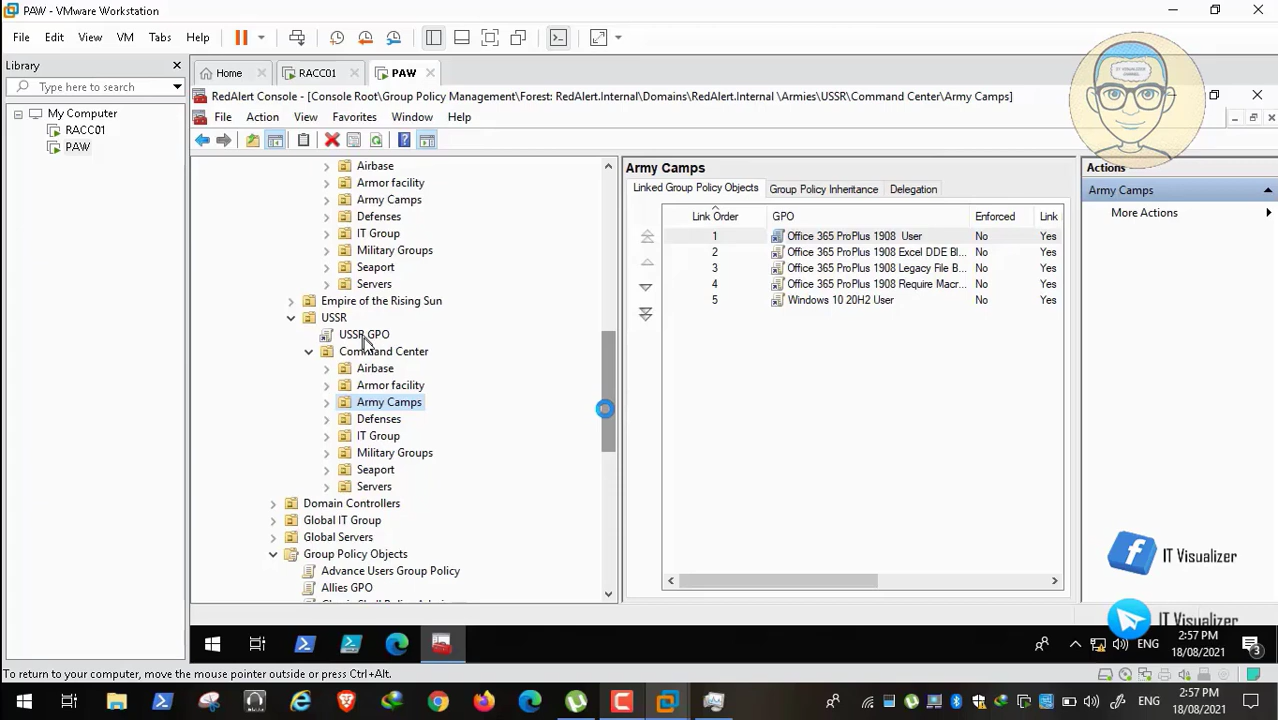 PAW - VMware Workstation
File Edit View VM Tabs Help
Library
Type here to search
My Computer
RACC01
PAW
Home
RACC01
PAW
IT VISUALIZER
CHANNEL
RedAlert Console - [Console Root\Group Policy Management\Forest: RedAlert.Internal\Domains\RedAlert.Internal \Armies\USSR\Command Center\Army Camps]
File Action View Favorites Window Help
Airbase
Armor facility
Army Camps
Defenses
IT Group
Military Groups
Seaport
Servers
Empire of the Rising Sun
USSR
USSR GPO
Command Center
Airbase
Armor facility
Army Camps
Defenses
IT Group
Military Groups
Seaport
Servers
Domain Controllers
Global IT Group
Global Servers
Group Policy Objects
Advance Users Group Policy
Allies GPO
Army Camps
Linked Group Policy Objects Group Policy Inheritance Delegation
Link Order GPO Enforced Link
1 Office 365 ProPlus 1908 User No Yes
2 Office 365 ProPlus 1908 Excel DDE Bl... No Yes
3 Office 365 ProPlus 1908 Legacy File B... No Yes
4 Office 365 ProPlus 1908 Require Macr... No Yes
5 Windows 10 20H2 User No Yes
Actions
Army Camps
More Actions
IT Visualizer
IT Visualizer
ENG
2:57 PM
18/08/2021
3
To return to your computer, move the mouse pointer outside or press Ctrl+Alt.
ENG
2:57 PM
18/08/2021